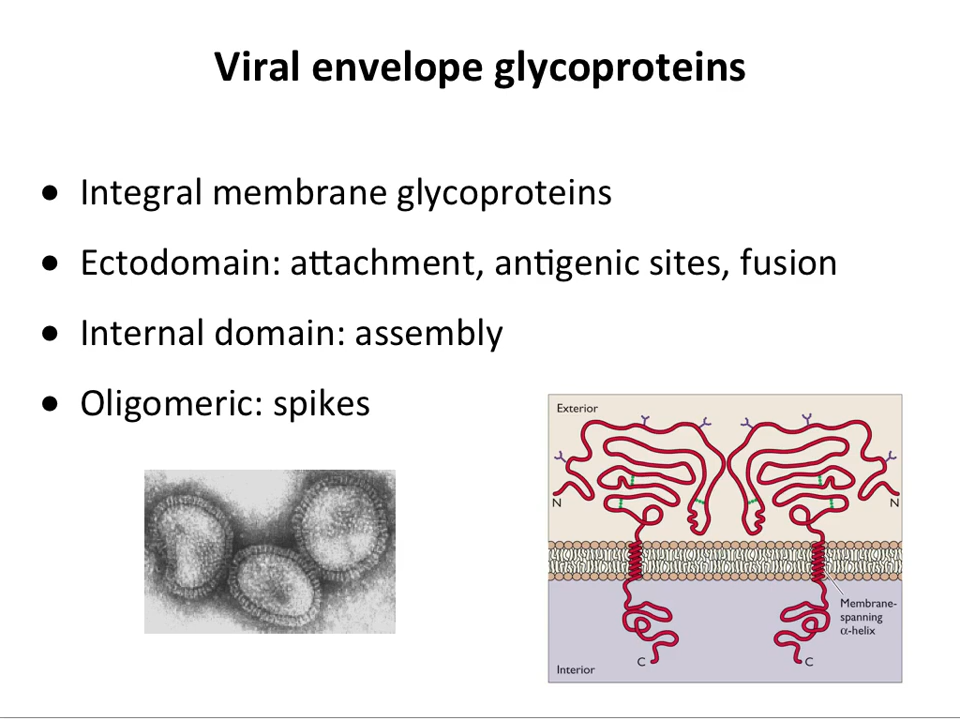 Viral envelope glycoproteins
● Integral membrane glycoproteins
● Ectodomain: attachment, antigenic sites, fusion
● Internal domain: assembly
● Oligomeric: spikes
Exterior
N
N
Membrane-
spanning
α-helix
C
C
Interior